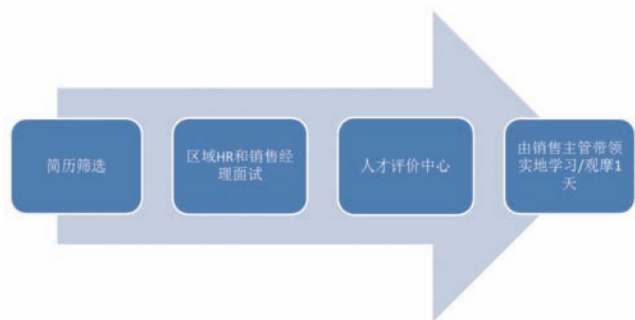 简历筛选
区域HR和销售经
理面试
人才评价中心
由销售主管带领
实地学习/观摩1
天